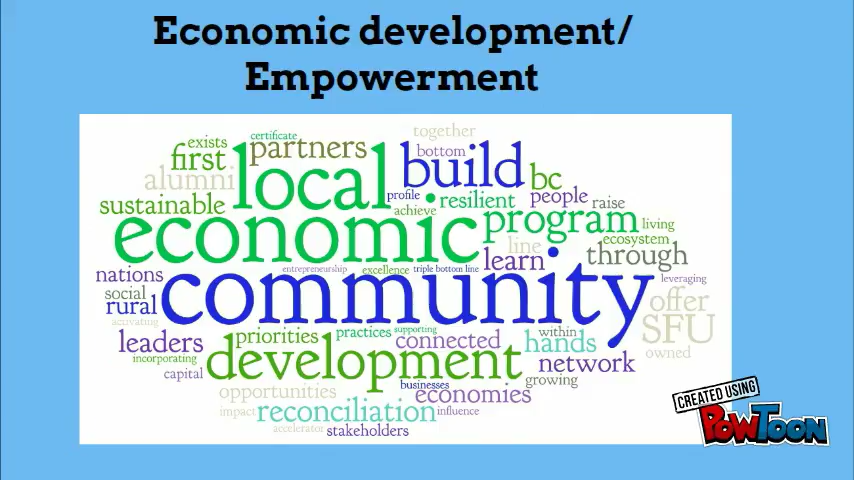 Economic development/
Empowerment
together
certificate
exists
partners
bottom
build
first
local
alumni
bc
profile
people
sustainable
achieve
resilient
raise
economic
program
living
line
ecosystem
through
learn
nations
entrepreneurship
excellence
triple bottom line
leveraging
community
social
rural
offer
activating
SFU
leaders
priorities
practices
supporting
connected
within
hands
owned
incorporating
development
network
capital
growing
opportunities
businesses
economies
impact
reconciliation
influence
accelerator
stakeholders
CREATED USING
POWTOON